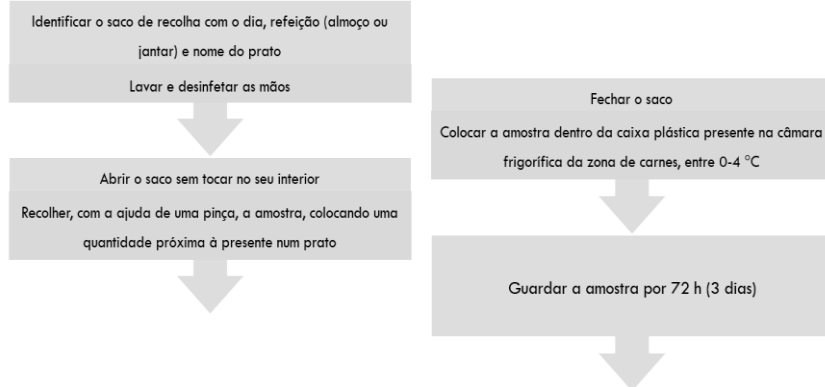 Identificar o saco de recolha com o dia, refeição (almoço ou
jantar) e nome do prato
Lavar e desinfetar as mãos
Abrir o saco sem tocar no seu interior
Recolher, com a ajuda de uma pinça, a amostra, colocando uma
quantidade próxima à presente num prato
Fechar o saco
Colocar a amostra dentro da caixa plástica presente na câmara
frigorífica da zona de carnes, entre 0-4 °C
Guardar a amostra por 72 h (3 dias)